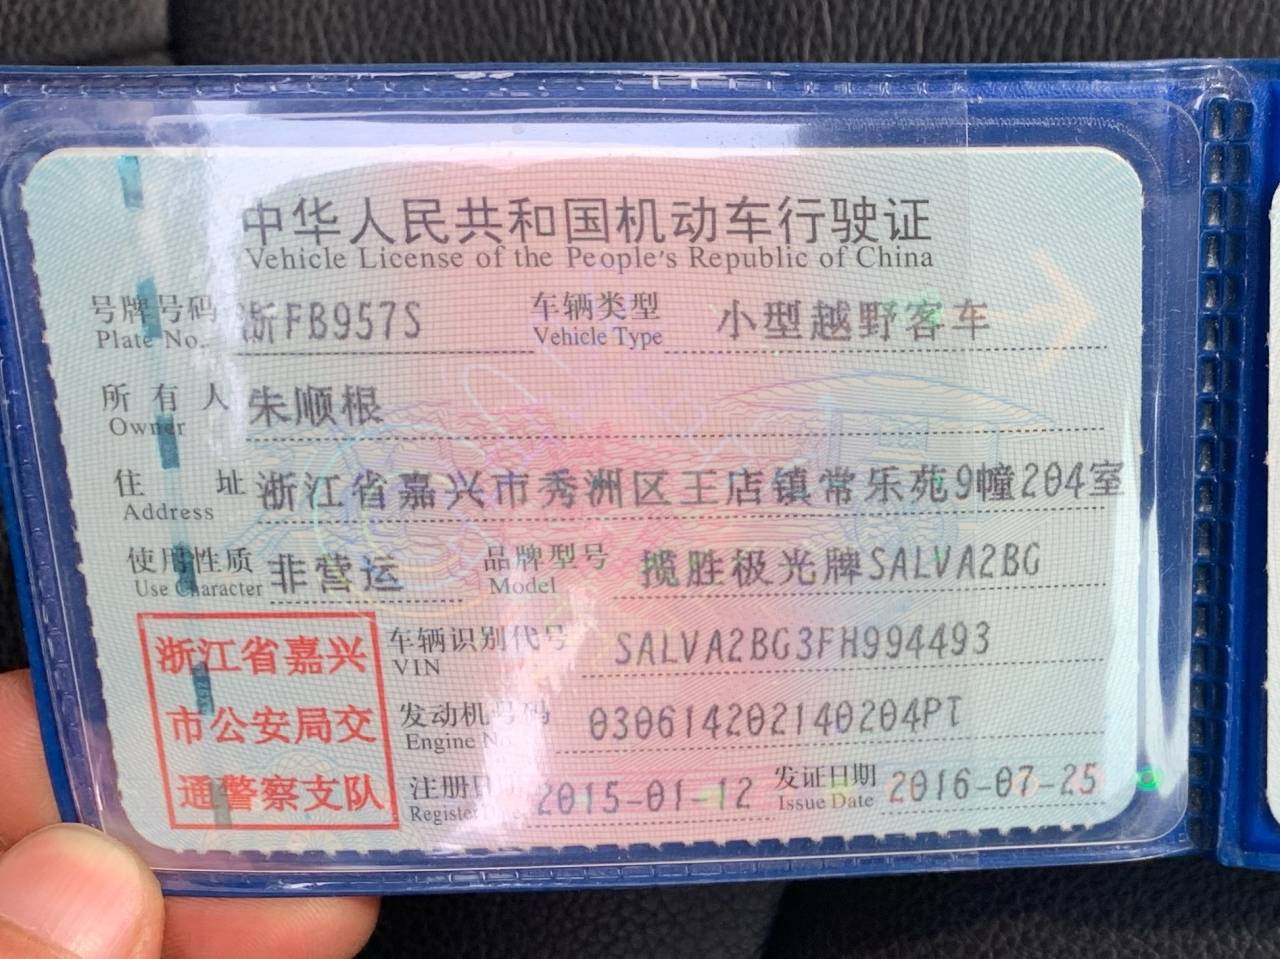 中华人民共和国机动车行驶证
Vehicle License of the People's Republic of China
号牌号码 浙FB957S 车辆类型 小型越野客车
Plate No. Vehicle Type
所有人 朱顺根
Owner
住址 浙江省嘉兴市秀洲区王店镇常乐苑9幢204室
Address
使用性质 非营运 品牌型号 揽胜极光牌SALVA2BG
Use Character Model
浙江省嘉兴
市公安局交
通警察支队
车辆识别代号 SALVA2BG3FH994493
VIN
发动机号码 030614202140204PT
Engine No.
注册日期 2015-01-12 发证日期 2016-07-25
Register Issue Date